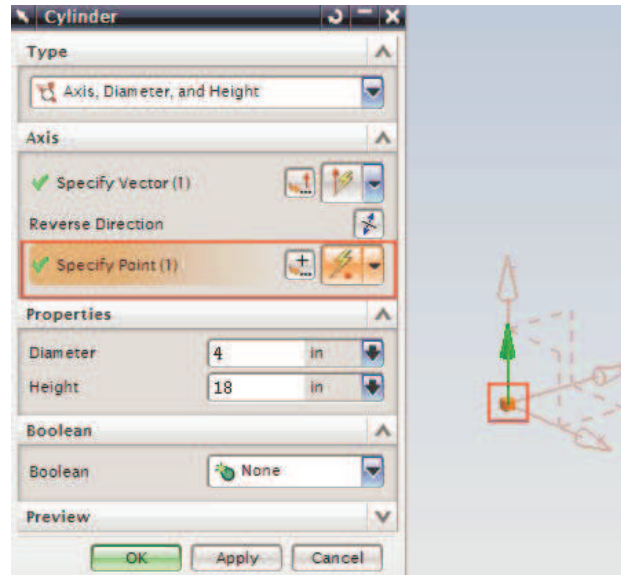 Cylinder
Type
Axis, Diameter, and Height
Axis
Specify Vector (1)
Reverse Direction
Specify Point (1)
Properties
Diameter 4 in
Height 18 in
Boolean
Boolean None
Preview
OK Apply Cancel